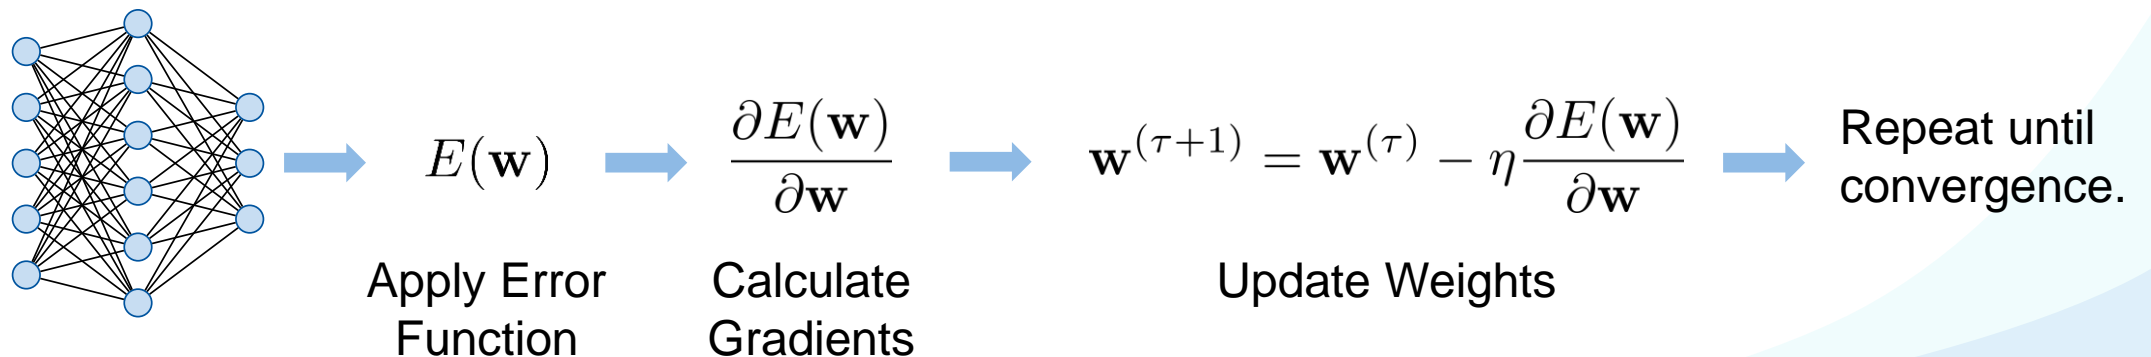 E(w)
∂E(w)
∂w
w^(τ+1) = w^(τ) − η ∂E(w)/∂w
Repeat until
convergence.
Apply Error
Function
Calculate
Gradients
Update Weights